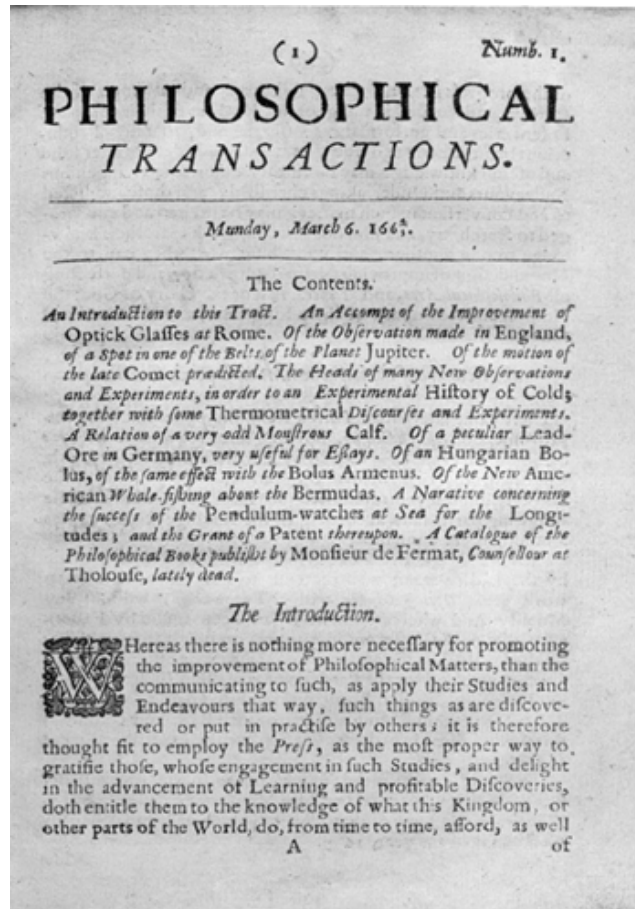 (1)
Numb. 1.
PHILOSOPHICAL
TRANSACTIONS.
Munday, March 6. 166⁴⁄₅.
The Contents.
An Introduction to this Tract. An Accompt of the Improvement of
Optick Glaſſes at Rome. Of the Obſervation made in England,
of a Spot in one of the Belts of the Planet Jupiter. Of the motion of
the late Comet prædicted. The Heads of many New Obſervations
and Experiments, in order to an Experimental Hiſtory of Cold;
together with ſome Thermometrical Diſcourſes and Experiments.
A Relation of a very odd Monſtrous Calf. Of a peculiar Lead-
Ore in Germany, very uſeful for Eſſays. Of an Hungarian Bo-
lus, of the ſame effect with the Bolus Armenus. Of the New Ame-
rican Whale-fiſhing about the Bermudas. A Narative concerning
the ſucceſs of the Pendulum-watches at Sea for the Longi-
tudes; and the Grant of a Patent thereupon. A Catalogue of the
Philoſophical Books publiſht by Monſieur de Fermat, Counſellour at
Tholouſe, lately dead.
The Introduction.
WHereas there is nothing more neceſſary for promoting
the improvement of Philoſophical Matters, than the
communicating to ſuch, as apply their Studies and
Endeavours that way, ſuch things as are diſcove-
red or put in practiſe by others; it is therefore
thought fit to employ the Preſs, as the moſt proper way to
gratifie thoſe, whoſe engagement in ſuch Studies, and delight
in the advancement of Learning and profitable Diſcoveries,
doth entitle them to the knowledge of what this Kingdom, or
other parts of the World, do, from time to time, afford, as well
A
of